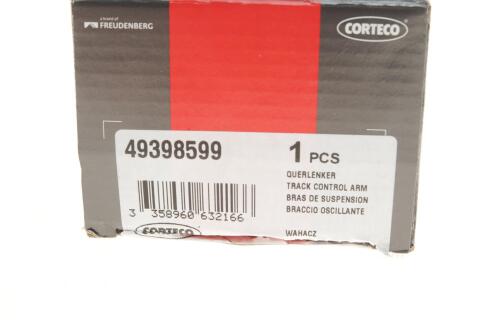 a brand of
FREUDENBERG
CORTECO
49398599
1 PCS
QUERLENKER
TRACK CONTROL ARM
BRAS DE SUSPENSION
BRACCIO OSCILLANTE
3 358960 632166
CORTECO
WAHACZ